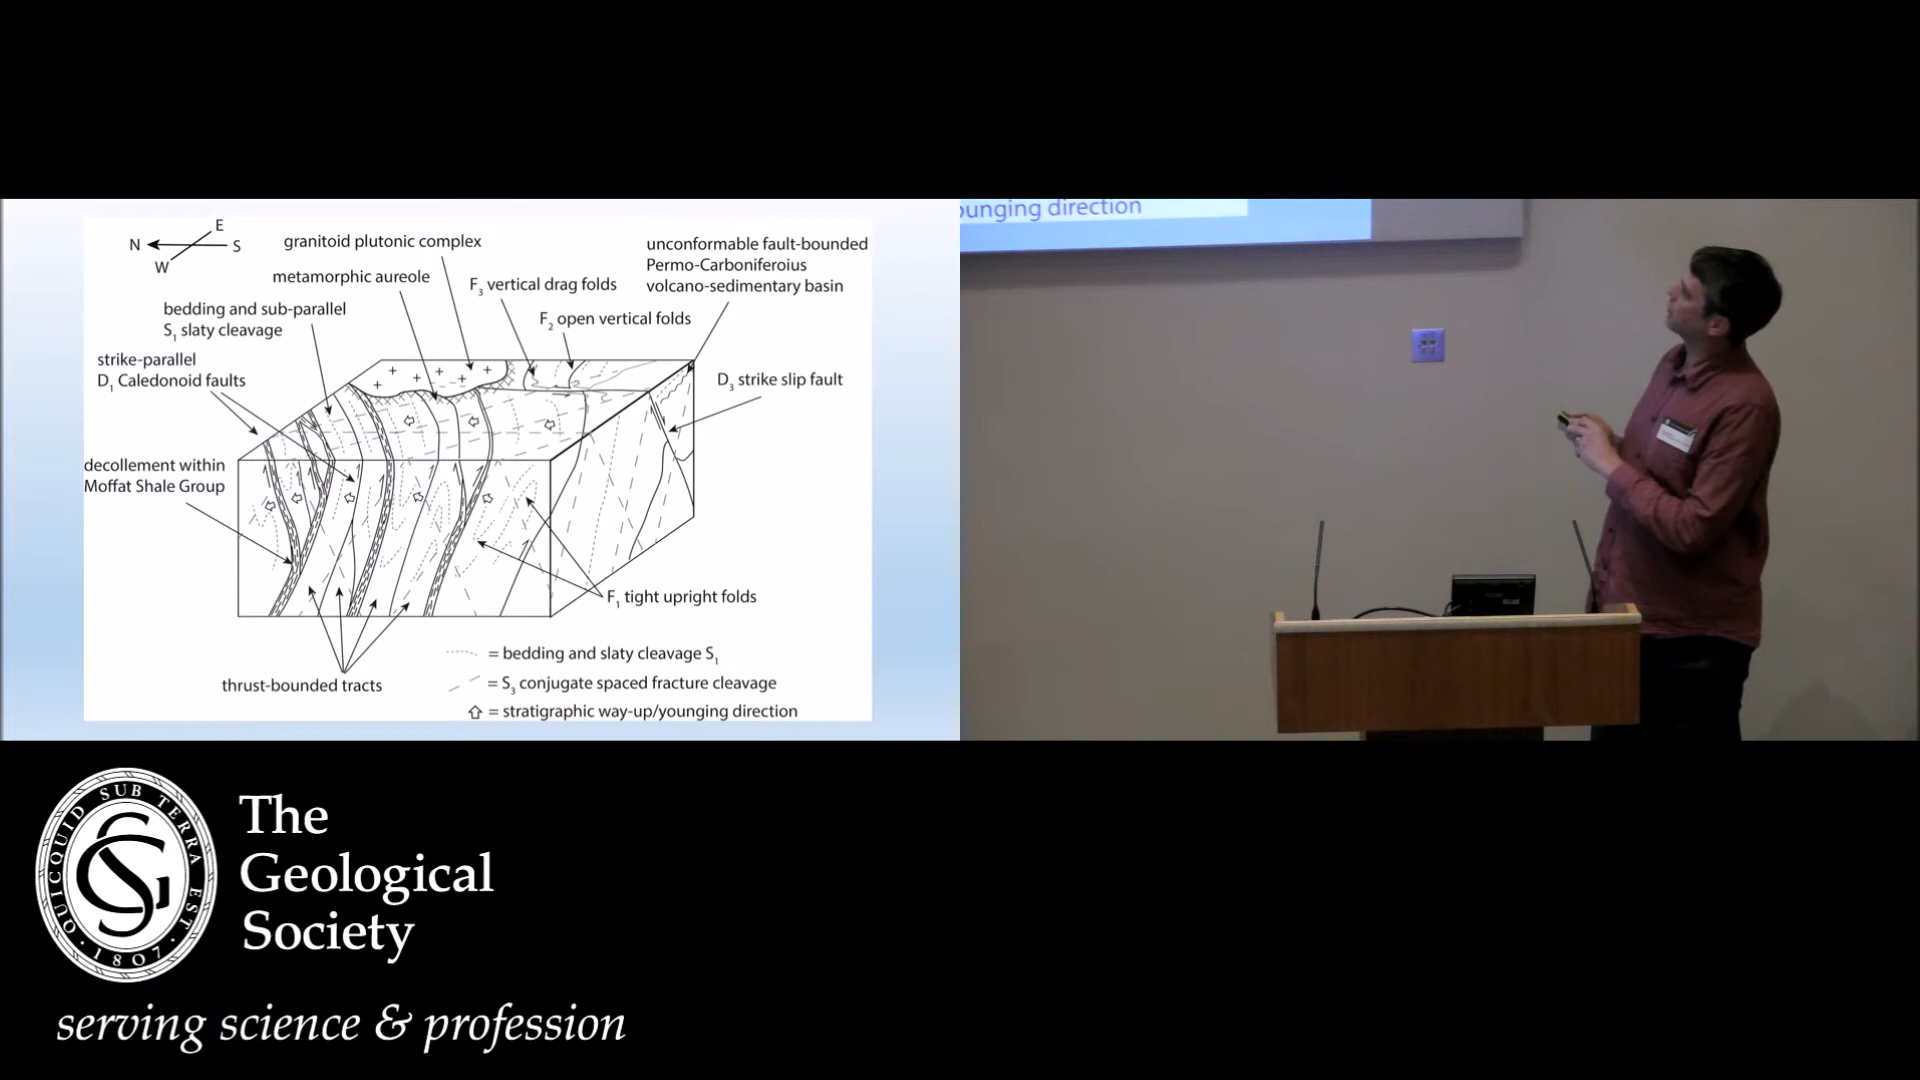 E
N
S
W
granitoid plutonic complex
metamorphic aureole
F3 vertical drag folds
unconformable fault-bounded
Permo-Carboniferoius
volcano-sedimentary basin
bedding and sub-parallel
S1 slaty cleavage
F2 open vertical folds
strike-parallel
D1 Caledonoid faults
D3 strike slip fault
decollement within
Moffat Shale Group
F1 tight upright folds
thrust-bounded tracts
= bedding and slaty cleavage S1
= S3 conjugate spaced fracture cleavage
= stratigraphic way-up/younging direction
ounging direction
QUICQUID SUB TERRA EST
1807
GS
The
Geological
Society
serving science & profession